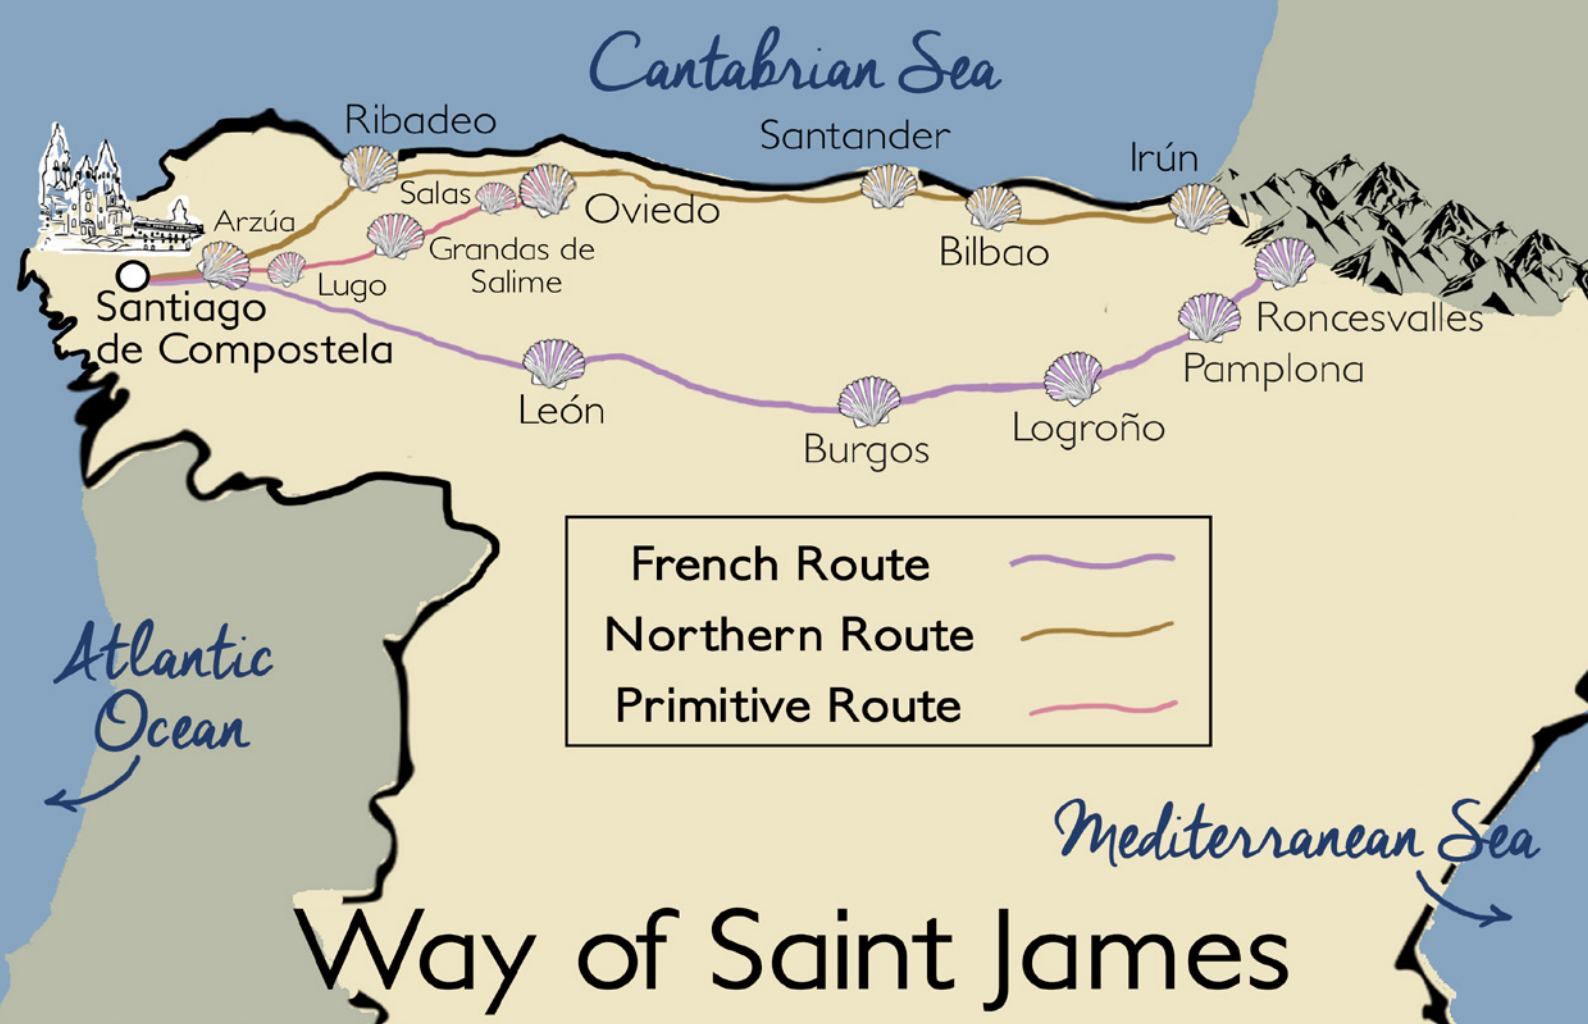 Cantabrian Sea
Ribadeo
Santander
Irún
Salas
Oviedo
Arzúa
Grandas de
Salime
Bilbao
Lugo
Santiago
de Compostela
Roncesvalles
Pamplona
León
Logroño
Burgos
French Route
Northern Route
Primitive Route
Atlantic
Ocean
Mediterranean Sea
Way of Saint James